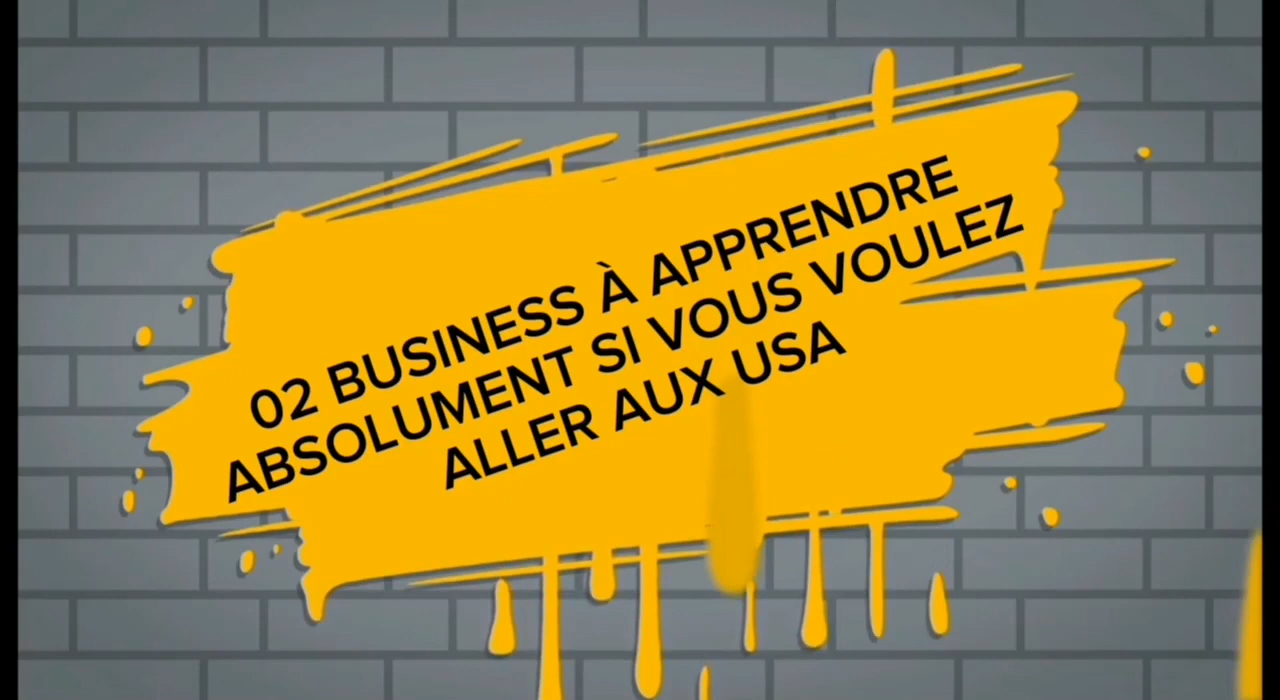 02 BUSINESS À APPRENDRE
ABSOLUMENT SI VOUS VOULEZ
ALLER AUX USA